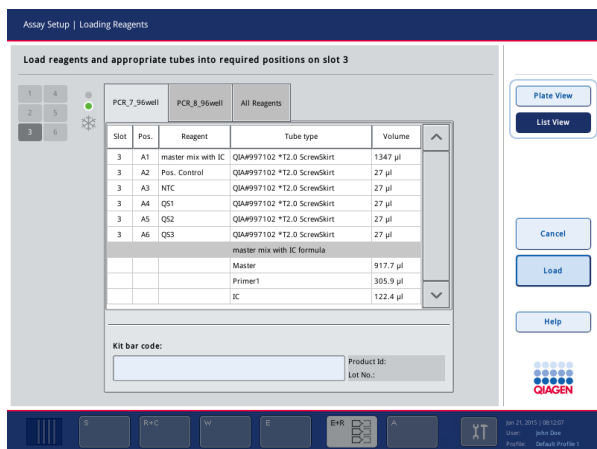 Assay Setup | Loading Reagents
Load reagents and appropriate tubes into required positions on slot 3
1 4
2 5
3 6
PCR_7_96well PCR_8_96well All Reagents
Slot Pos. Reagent Tube type Volume
3 A1 master mix with IC QIA#997102 *T2.0 ScrewSkirt 1347 µl
3 A2 Pos. Control QIA#997102 *T2.0 ScrewSkirt 27 µl
3 A3 NTC QIA#997102 *T2.0 ScrewSkirt 27 µl
3 A4 QS1 QIA#997102 *T2.0 ScrewSkirt 27 µl
3 A5 QS2 QIA#997102 *T2.0 ScrewSkirt 27 µl
3 A6 QS3 QIA#997102 *T2.0 ScrewSkirt 27 µl
master mix with IC formula
Master 917.7 µl
Primer1 305.9 µl
IC 122.4 µl
Kit bar code:
Product Id:
Lot No.:
Plate View
List View
Cancel
Load
Help
QIAGEN
S R+C W E E+R A
Jan 21, 2015 | 08:12:07
User: John Doe
Profile: Default Profile 1